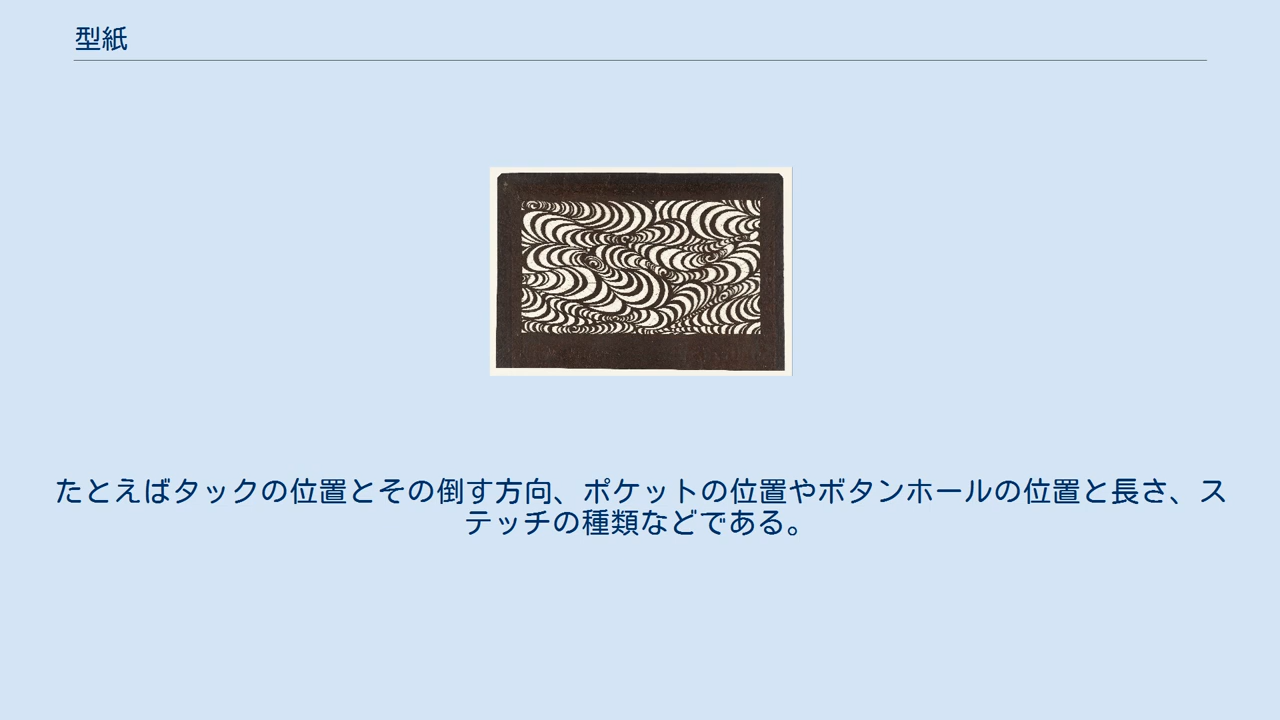 型紙
たとえばタックの位置とその倒す方向、ポケットの位置やボタンホールの位置と長さ、ス
テッチの種類などである。